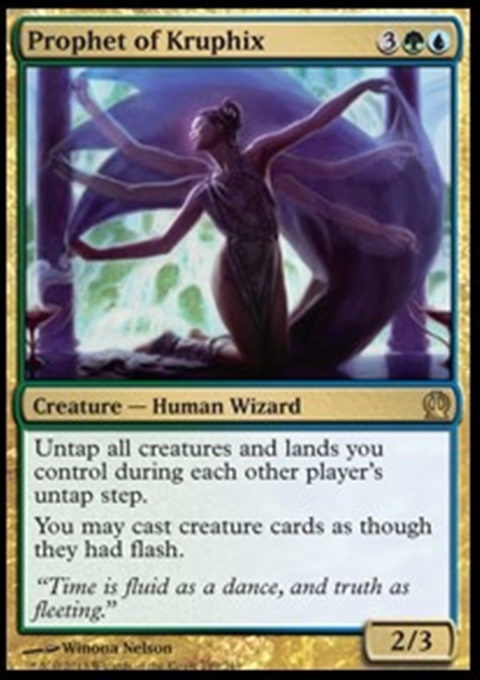 Prophet of Kruphix 3
Creature — Human Wizard
Untap all creatures and lands you
control during each other player's
untap step.
You may cast creature cards as though
they had flash.
"Time is fluid as a dance, and truth as
fleeting."
Winona Nelson
2/3